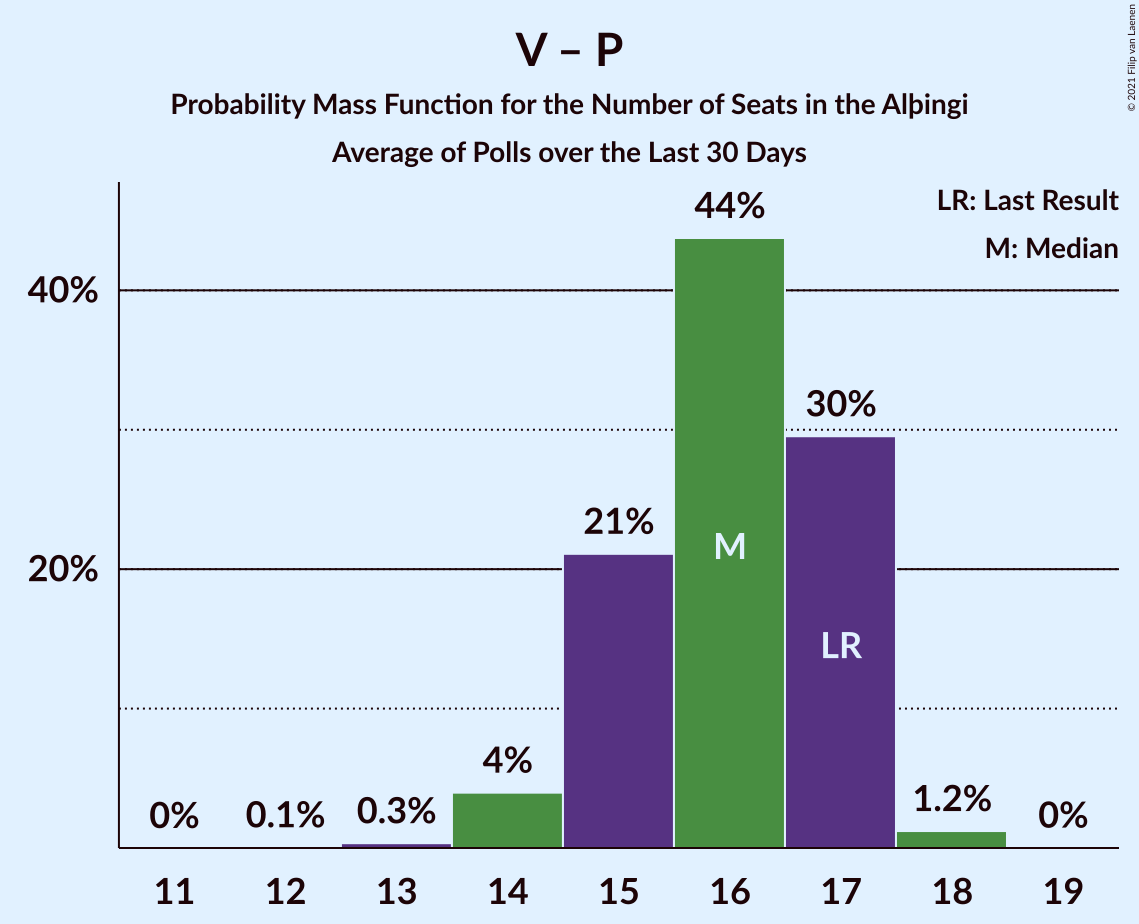 V – P
Probability Mass Function for the Number of Seats in the Alþingi
Average of Polls over the Last 30 Days
© 2021 Filip van Laenen
LR: Last Result
M: Median
40%
20%
0%
0.1%
0.3%
4%
21%
44%
30%
1.2%
0%
M
LR
11 12 13 14 15 16 17 18 19